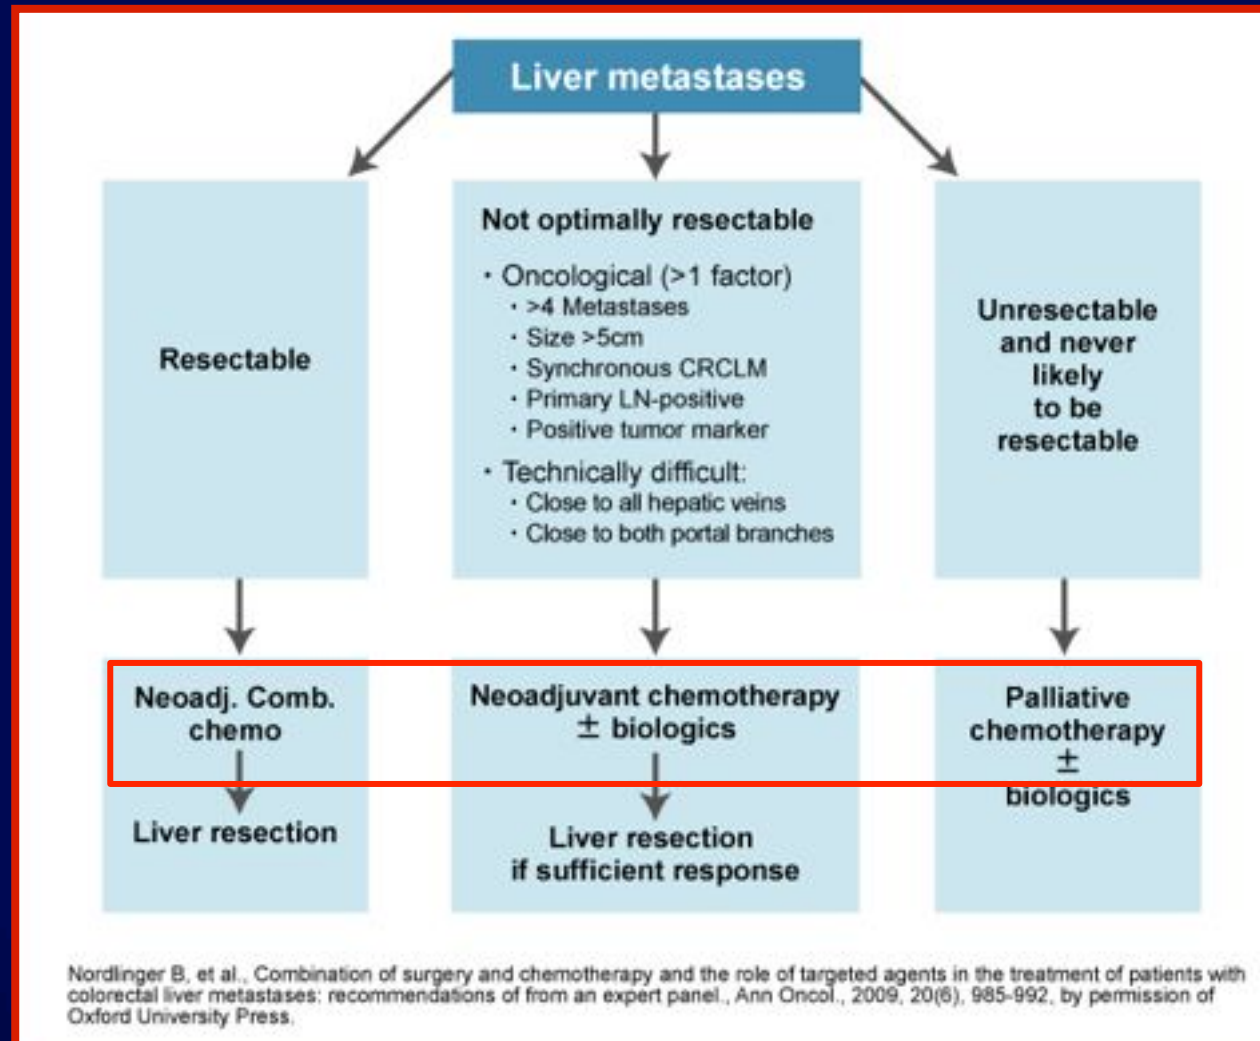 Liver metastases
Resectable
Not optimally resectable
· Oncological (>1 factor)
· >4 Metastases
· Size >5cm
· Synchronous CRCLM
· Primary LN-positive
· Positive tumor marker
· Technically difficult:
· Close to all hepatic veins
· Close to both portal branches
Unresectable
and never
likely
to be
resectable
Neoadj. Comb.
chemo
Liver resection
Neoadjuvant chemotherapy
± biologics
Liver resection
if sufficient response
Palliative
chemotherapy
±
biologics
Nordlinger B, et al., Combination of surgery and chemotherapy and the role of targeted agents in the treatment of patients with
colorectal liver metastases: recommendations of from an expert panel., Ann Oncol., 2009, 20(6), 985-992, by permission of
Oxford University Press.